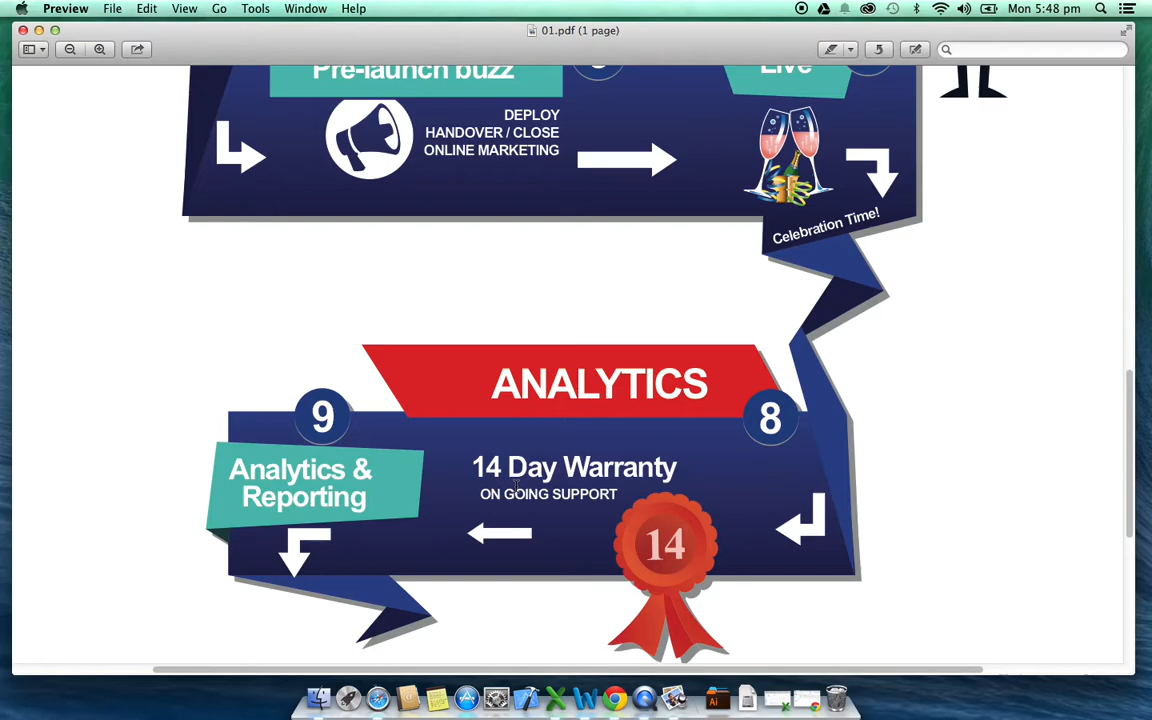 Preview File Edit View Go Tools Window Help
Mon 5:48 pm
01.pdf (1 page)
Pre-launch buzz
Live
DEPLOY
HANDOVER / CLOSE
ONLINE MARKETING
Celebration Time!
ANALYTICS
9
8
Analytics &
Reporting
14 Day Warranty
ON GOING SUPPORT
14
Ai